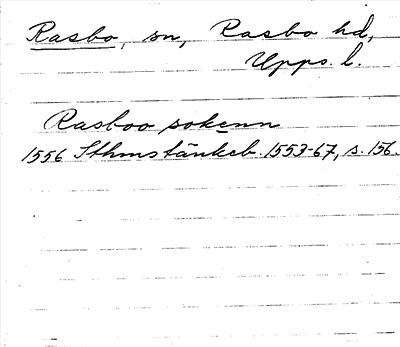 Rasbo, sn, Rasbo hd,
Upps. l.
Rasboo sokenn
1556 Sthmstänkeb. 1553-67, s. 156.